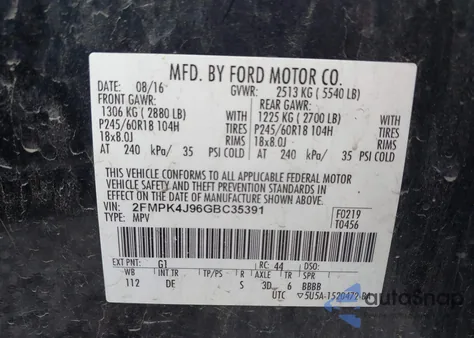 MFD. BY FORD MOTOR CO.
DATE: 08/16 GVWR: 2513 KG ( 5540 LB)
FRONT GAWR: REAR GAWR:
1306 KG ( 2880 LB) 1225 KG ( 2700 LB)
P245/60R18 104H TIRES P245/60R18 104H
18x8.0J RIMS 18x8.0J
AT 240 kPa/ 35 PSI COLD AT 240 kPa/ 35 PSI COLD
THIS VEHICLE CONFORMS TO ALL APPLICABLE FEDERAL MOTOR
VEHICLE SAFETY AND THEFT PREVENTION STANDARDS IN
EFFECT ON THE DATE OF MANUFACTURE SHOWN ABOVE.
VIN: 2FMPK4J96GBC35391 F0219
TYPE: MPV T0456
EXT PNT: G1 RC: 44 DSO:
WB INT TR TP/PS R AXLE TR SPR
112 DE S 3D 6 BBBB
UTC 5U5A-1520472-
autoSnap